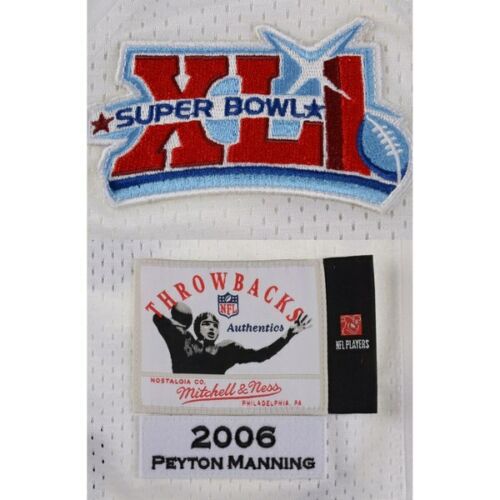 XLI
SUPER BOWL
THROWBACKS
NFL
Authentics
NFL PLAYERS
NOSTALGIA CO.
Mitchell & Ness
PHILADELPHIA, PA
2006
PEYTON MANNING